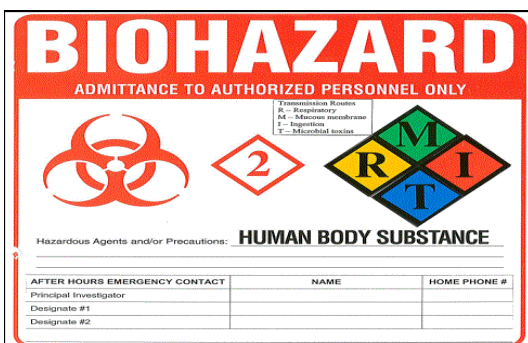 BIOHAZARD
ADMITTANCE TO AUTHORIZED PERSONNEL ONLY
Transmission Routes
R – Respiratory
M – Mucous membrane
I – Ingestion
T – Microbial toxins
2
M
R I
T
Hazardous Agents and/or Precautions: HUMAN BODY SUBSTANCE
AFTER HOURS EMERGENCY CONTACT NAME HOME PHONE #
Principal Investigator
Designate #1
Designate #2